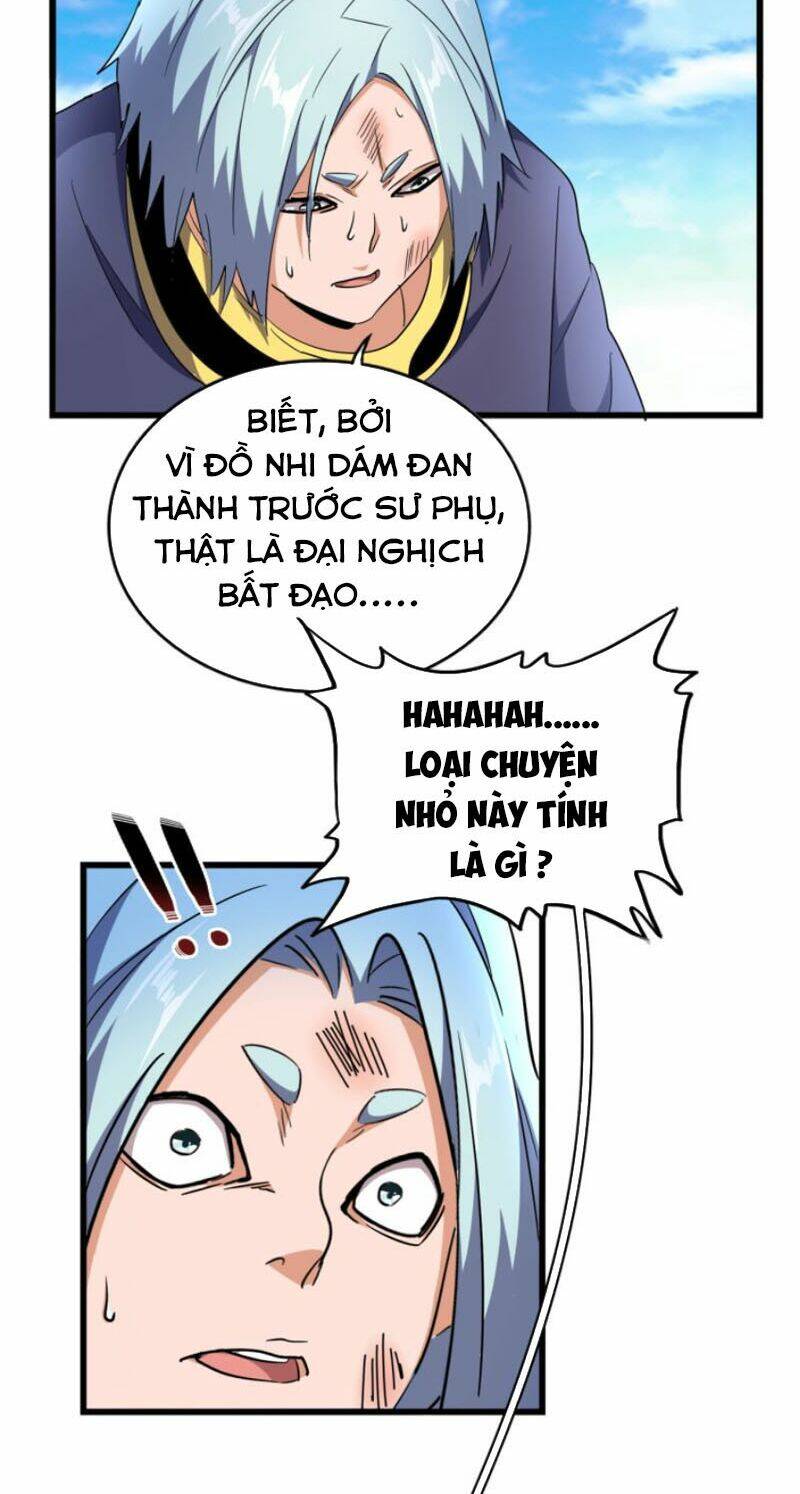 BIẾT, BỞI
VÌ ĐỒ NHI DÁM ĐAN
THÀNH TRƯỚC SƯ PHỤ,
THẬT LÀ ĐẠI NGHỊCH
BẤT ĐẠO.....
HAHAHAH......
LOẠI CHUYỆN
NHỎ NÀY TÍNH
LÀ GÌ ?
!!